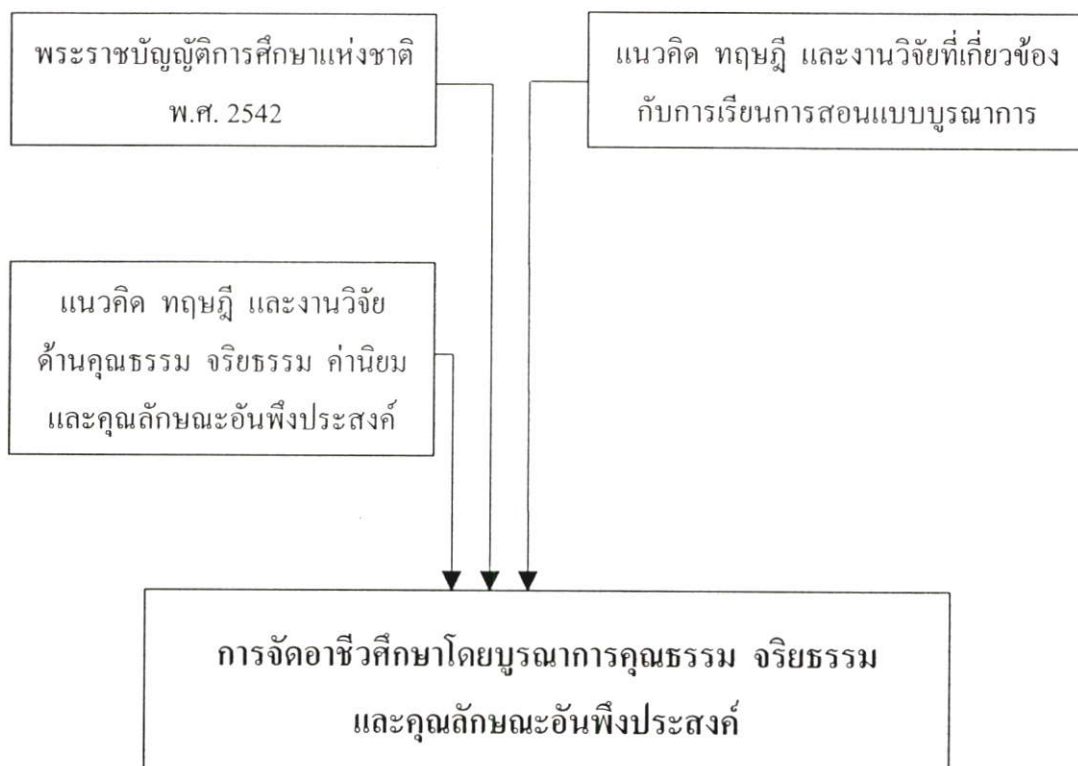 พระราชบัญญัติการศึกษาแห่งชาติ
พ.ศ. 2542
แนวคิด ทฤษฎี และงานวิจัยที่เกี่ยวข้อง
กับการเรียนการสอนแบบบูรณาการ
แนวคิด ทฤษฎี และงานวิจัย
ด้านคุณธรรม จริยธรรม ค่านิยม
และคุณลักษณะอันพึงประสงค์
การจัดอาชีวศึกษาโดยบูรณาการคุณธรรม จริยธรรม
และคุณลักษณะอันพึงประสงค์